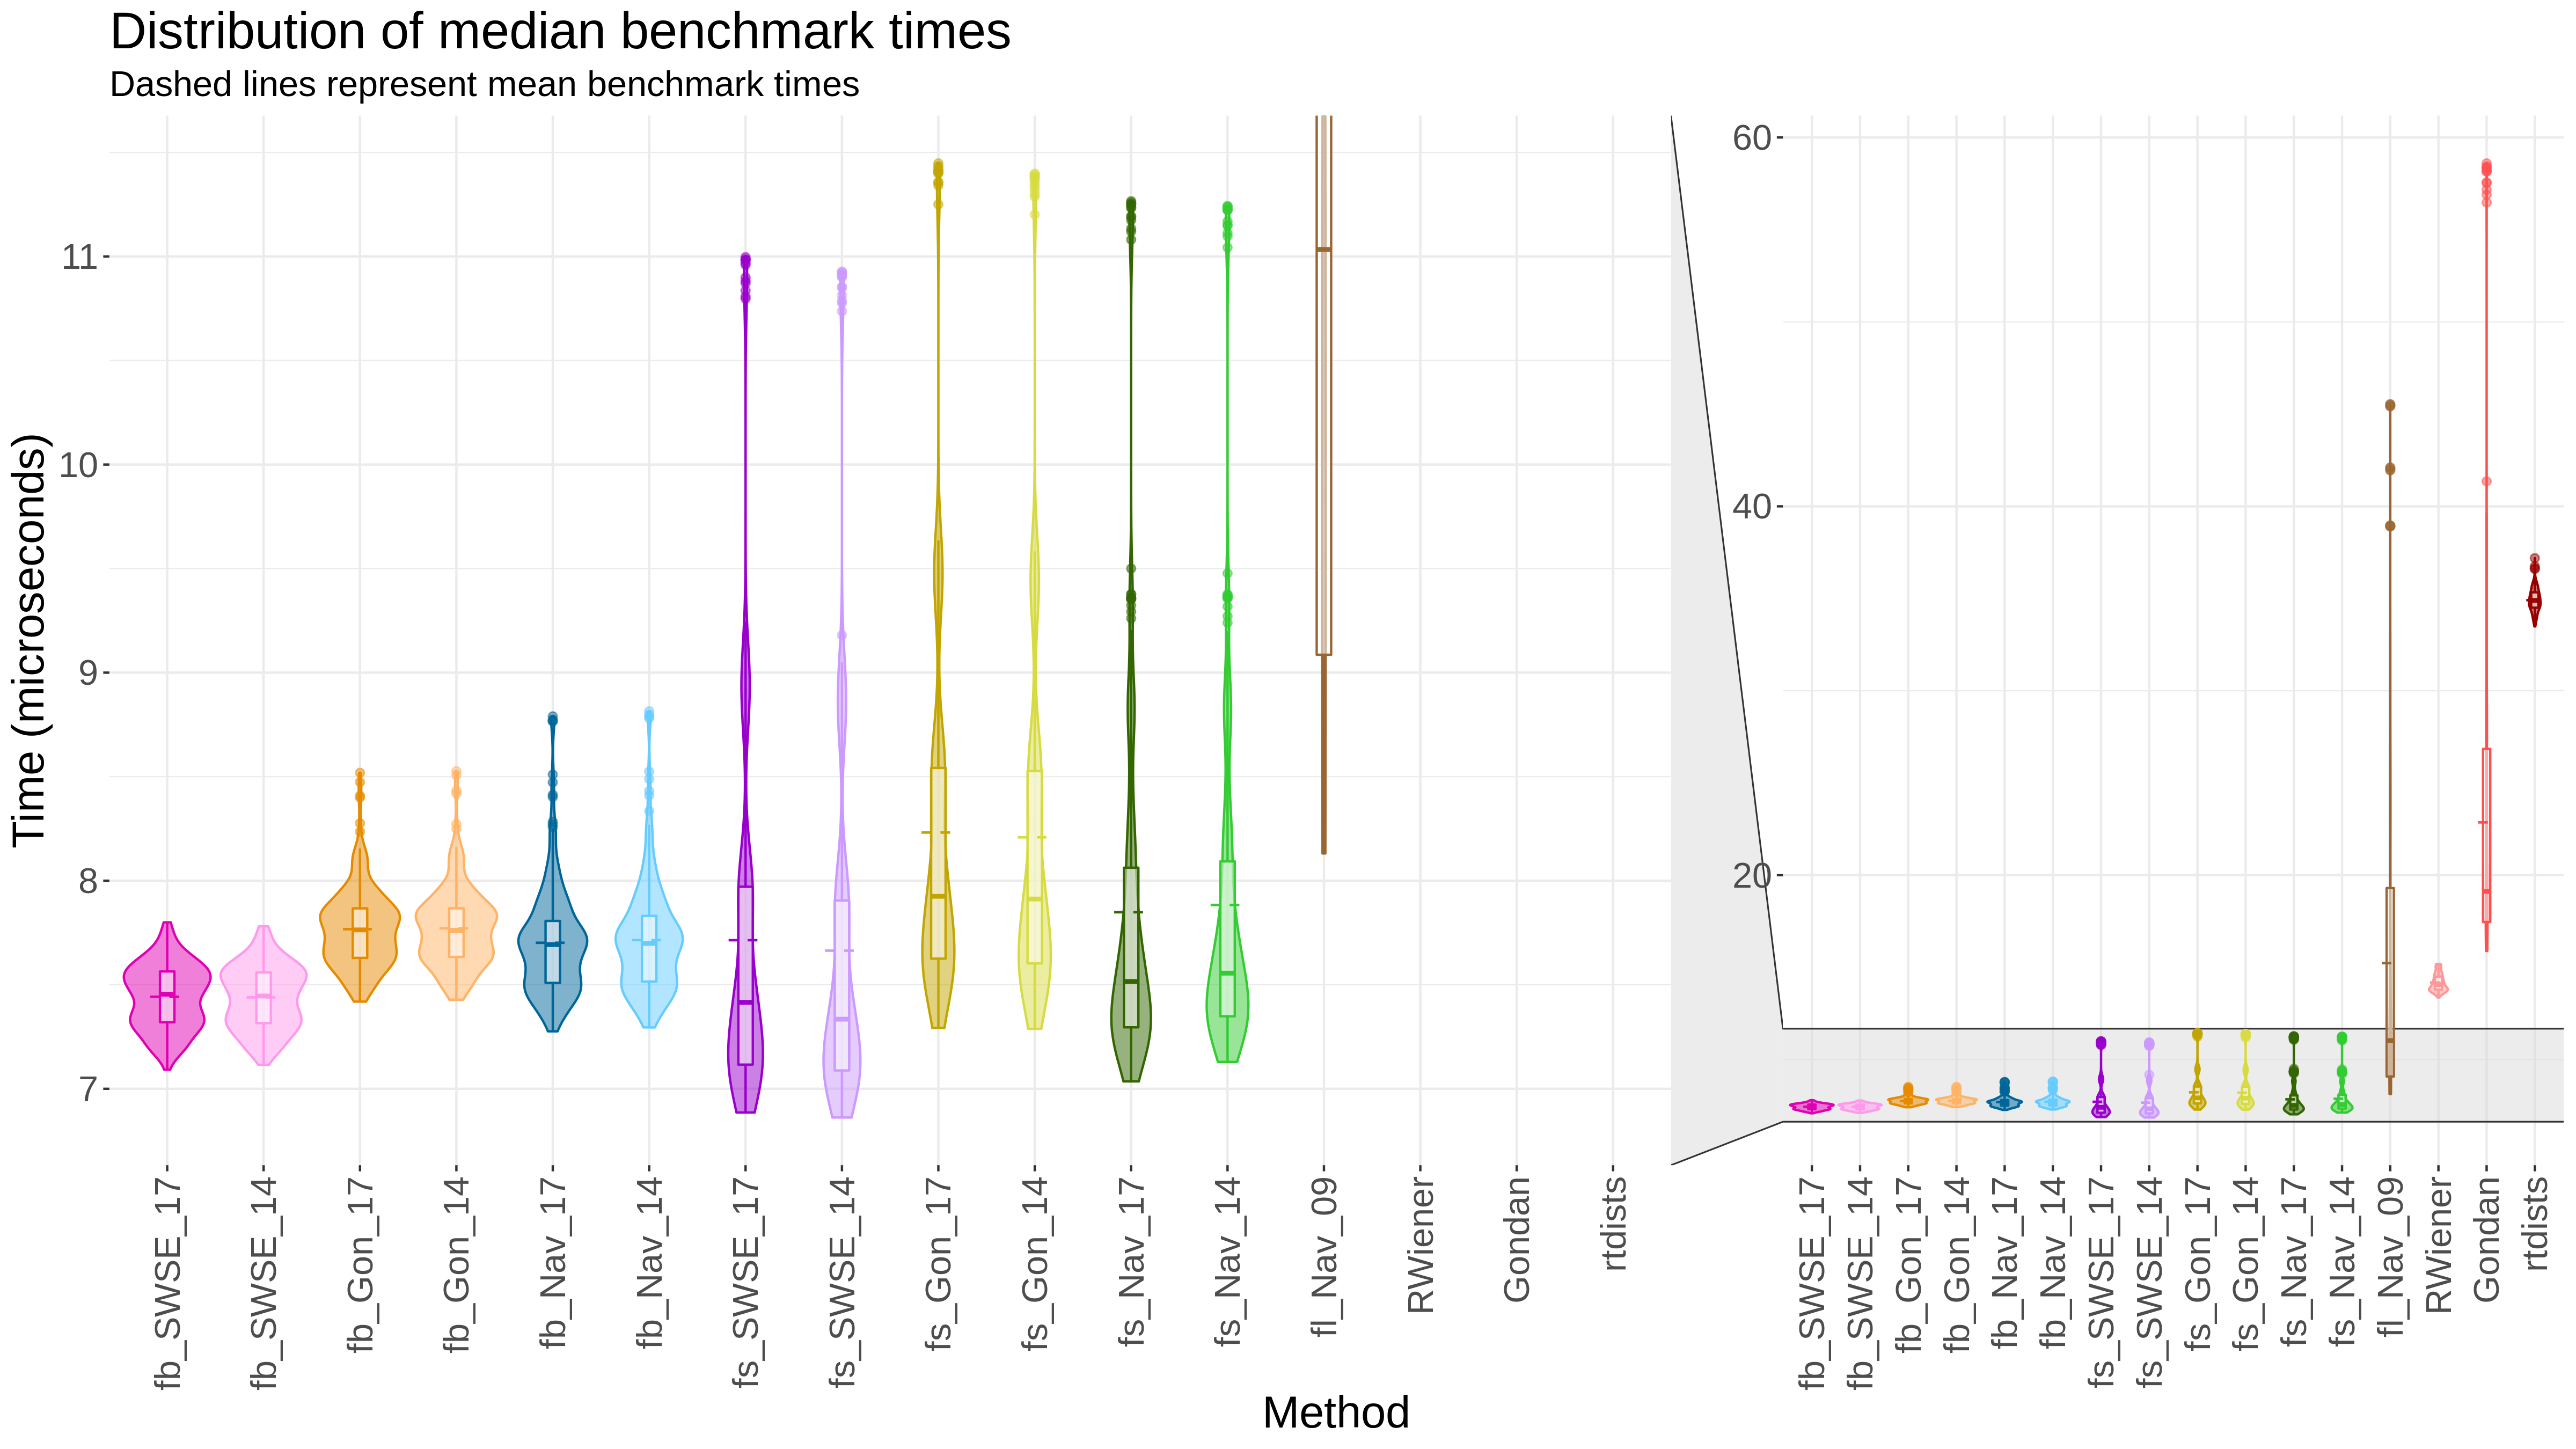 Distribution of median benchmark times
Dashed lines represent mean benchmark times
Time (microseconds)
11
10
9
8
7
fb_SWSE_17
fb_SWSE_14
fb_Gon_17
fb_Gon_14
fb_Nav_17
fb_Nav_14
fs_SWSE_17
fs_SWSE_14
fs_Gon_17
fs_Gon_14
fs_Nav_17
fs_Nav_14
fl_Nav_09
RWiener
Gondan
rtdists
60
40
20
fb_SWSE_17
fb_SWSE_14
fb_Gon_17
fb_Gon_14
fb_Nav_17
fb_Nav_14
fs_SWSE_17
fs_SWSE_14
fs_Gon_17
fs_Gon_14
fs_Nav_17
fs_Nav_14
fl_Nav_09
RWiener
Gondan
rtdists
Method